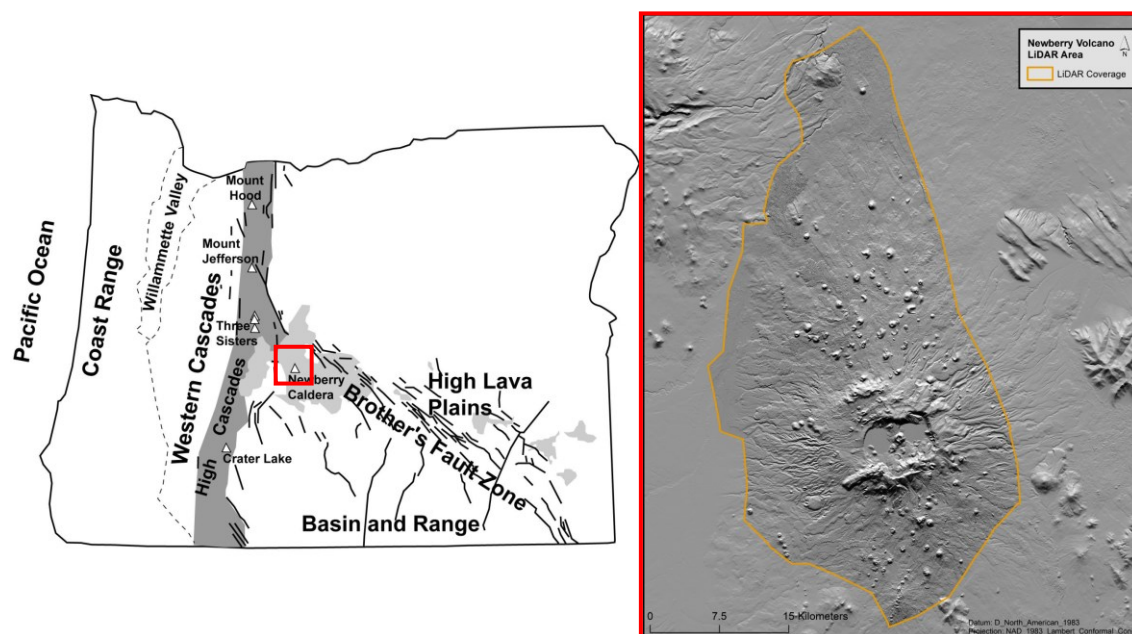 Pacific Ocean
Coast Range
Willammette Valley
Western Cascades
High
Cascades
Mount
Hood
Mount
Jefferson
Three
Sisters
Newberry
Caldera
Crater Lake
High Lava
Plains
Brother's Fault Zone
Basin and Range
Newberry Volcano
LiDAR Area
N
LiDAR Coverage
0 7.5 15 Kilometers
Datum: D_North_American_1983
Projection: NAD_1983_Lambert_Conformal_Con